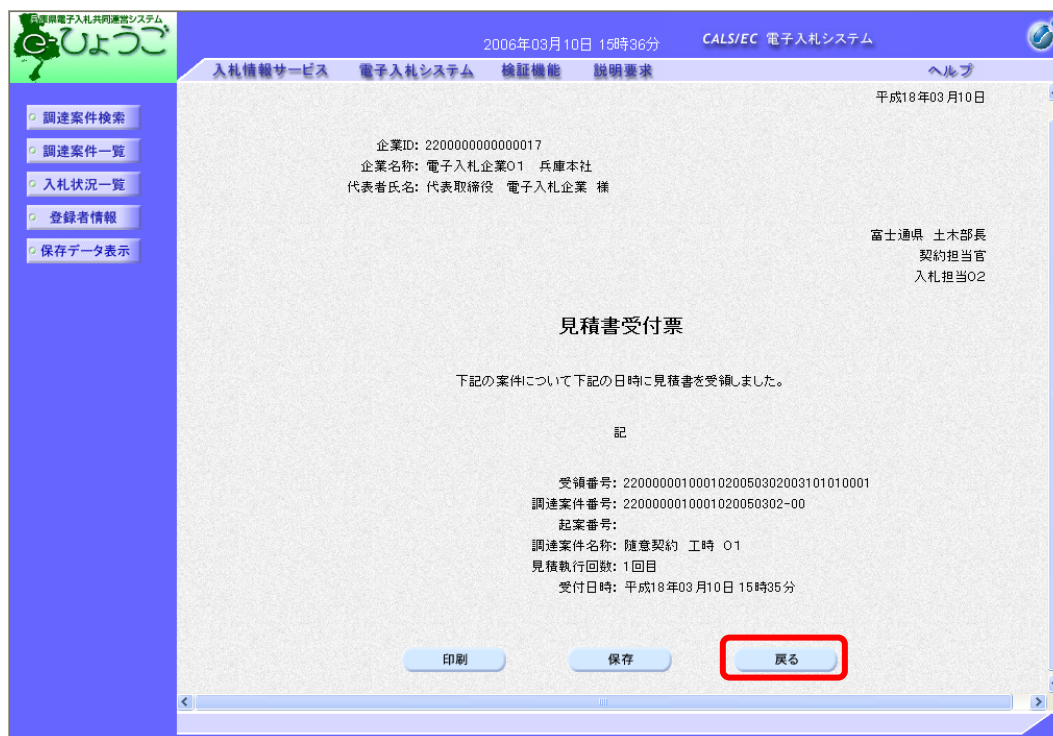 兵庫県電子入札共同運営システム
eひょうご
2006年03月10日 15時36分
CALS/EC 電子入札システム
入札情報サービス 電子入札システム 検証機能 説明要求 ヘルプ
調達案件検索
調達案件一覧
入札状況一覧
登録者情報
保存データ表示
平成18年03月10日
企業ID: 2200000000000017
企業名称: 電子入札企業01 兵庫本社
代表者氏名: 代表取締役 電子入札企業 様
富士通県 土木部長
契約担当官
入札担当02
見積書受付票
下記の案件について下記の日時に見積書を受領しました。
記
受領番号: 2200000010001020050302003101010001
調達案件番号: 2200000010001020050302-00
起案番号:
調達案件名称: 随意契約 工時 01
見積執行回数: 1回目
受付日時: 平成18年03月10日 15時35分
印刷 保存 戻る